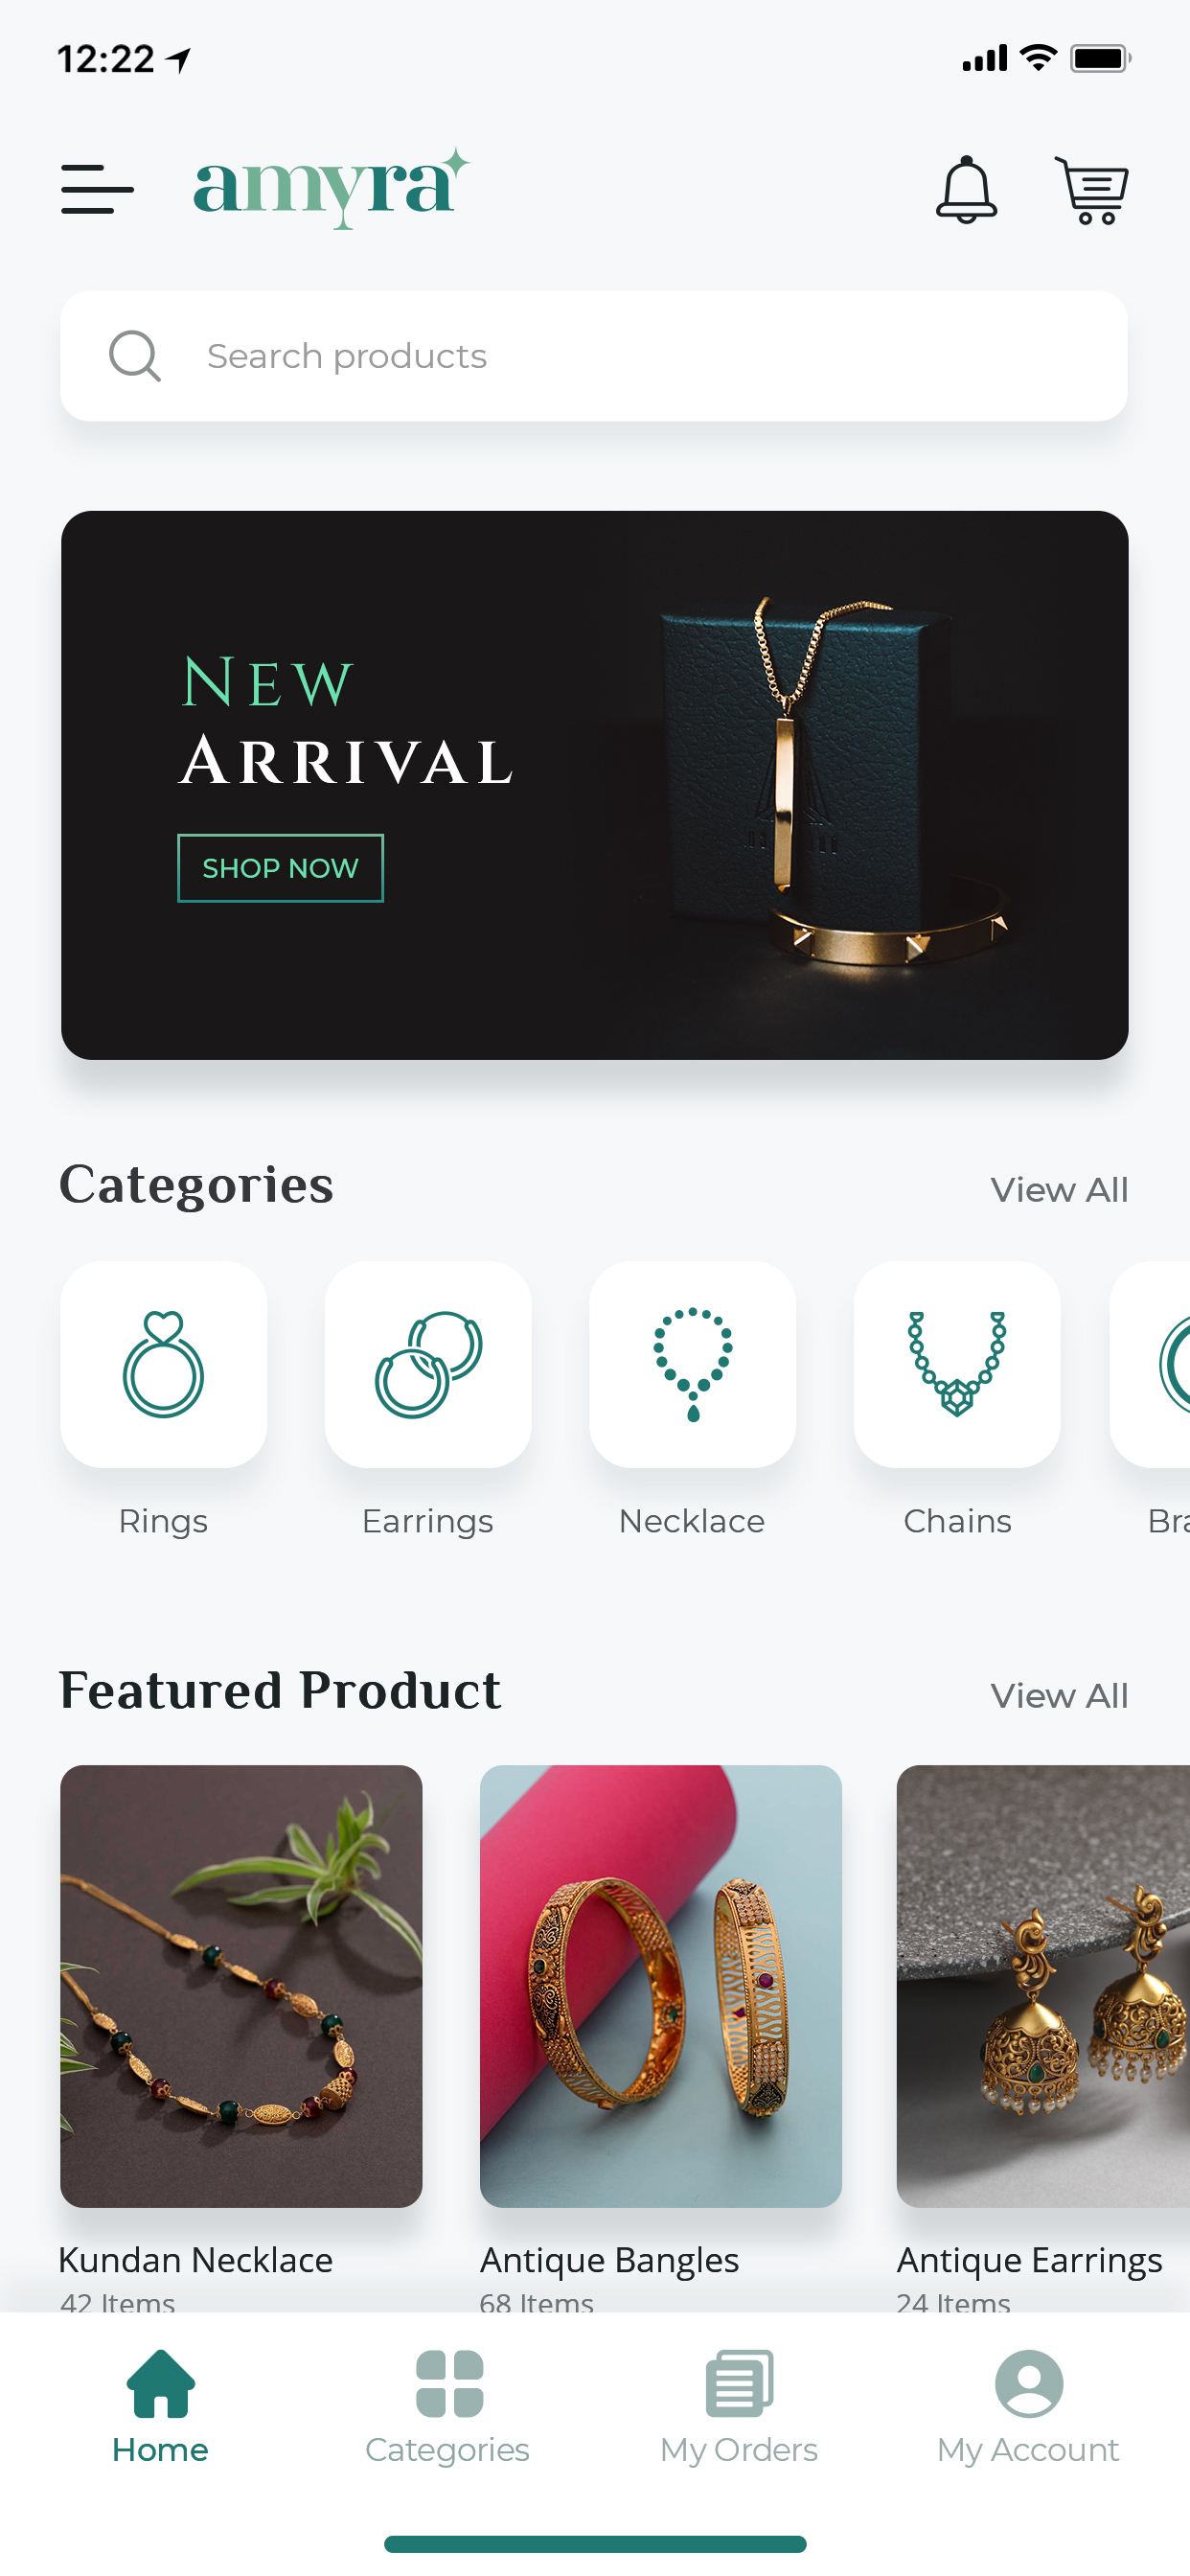 12:22
amyra
Search products
NEW
ARRIVAL
SHOP NOW
Categories
View All
Rings
Earrings
Necklace
Chains
Bra
Featured Product
View All
Kundan Necklace
Antique Bangles
Antique Earrings
42 Items
68 Items
24 Items
Home
Categories
My Orders
My Account